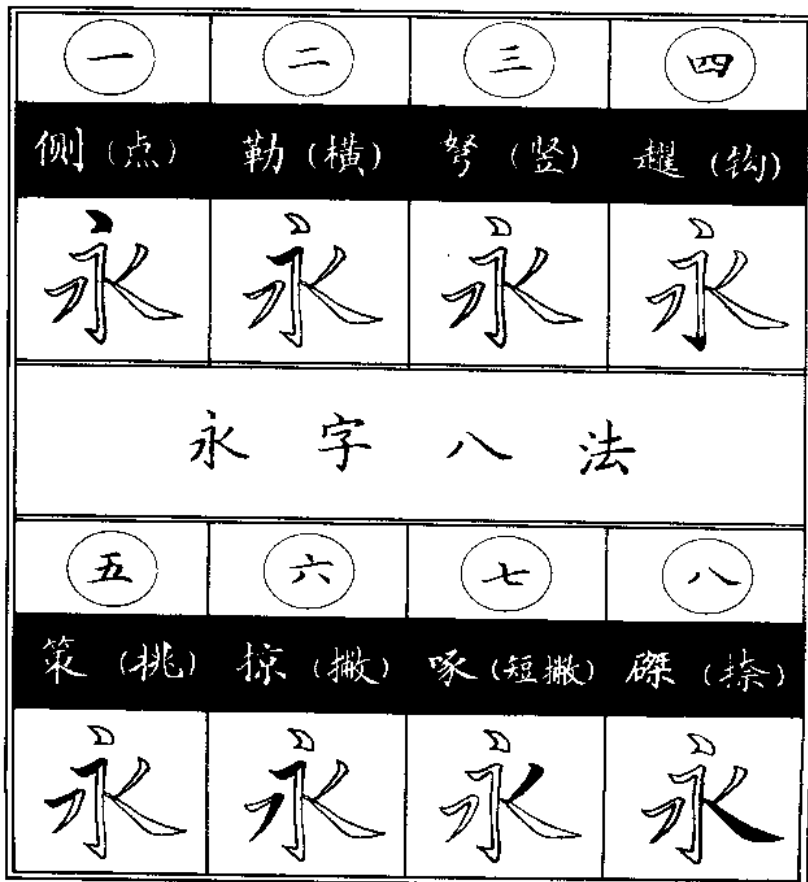 一 二 三 四
侧（点） 勒（横） 弩（竖） 趯（钩）
永 永 永 永
永字八法
五 六 七 八
策（挑） 掠（撇） 啄（短撇） 磔（捺）
永 永 永 永